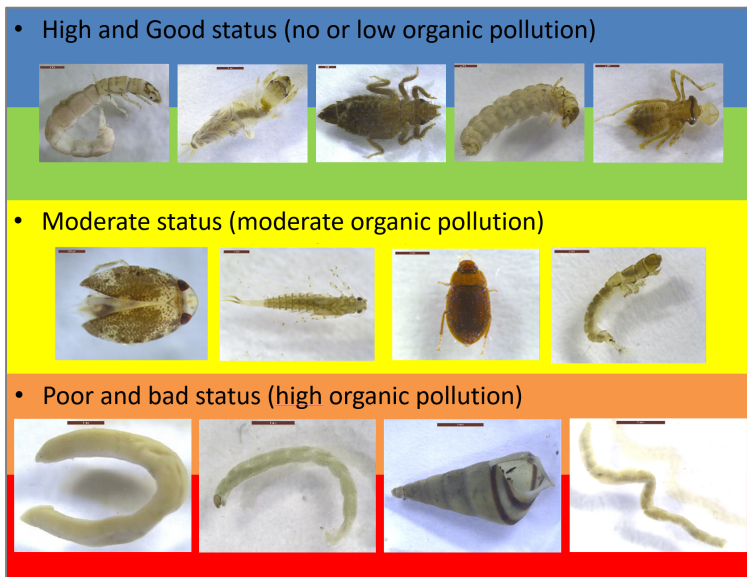 • High and Good status (no or low organic pollution)
• Moderate status (moderate organic pollution)
• Poor and bad status (high organic pollution)